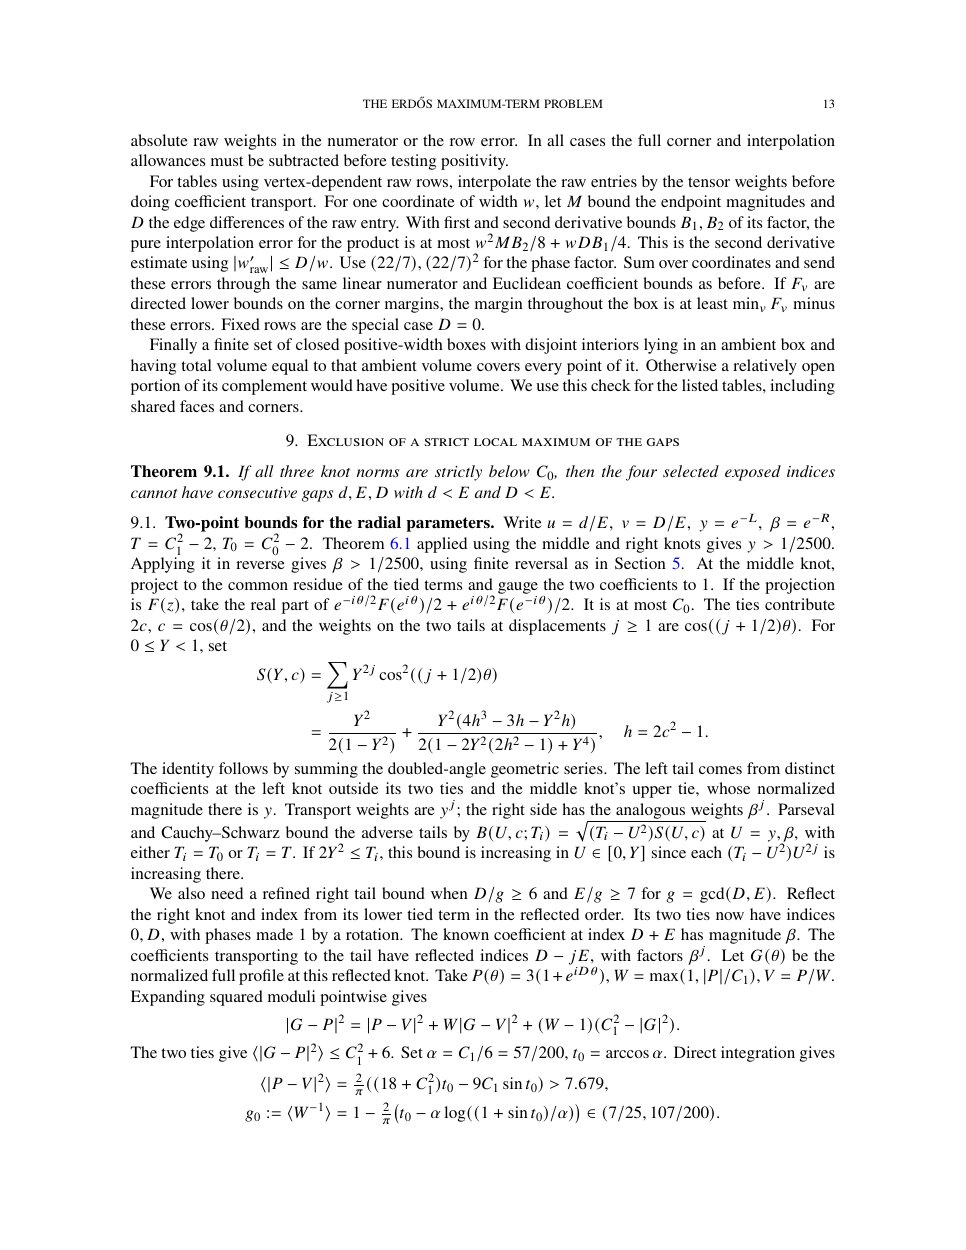 THE ERDŐS MAXIMUM-TERM PROBLEM 13
absolute raw weights in the numerator or the row error. In all cases the full corner and interpolation
allowances must be subtracted before testing positivity.
For tables using vertex-dependent raw rows, interpolate the raw entries by the tensor weights before
doing coefficient transport. For one coordinate of width w, let M bound the endpoint magnitudes and
D the edge differences of the raw entry. With first and second derivative bounds B₁, B₂ of its factor, the
pure interpolation error for the product is at most w²MB₂/8 + wDB₁/4. This is the second derivative
estimate using |w′_raw| ≤ D/w. Use (22/7), (22/7)² for the phase factor. Sum over coordinates and send
these errors through the same linear numerator and Euclidean coefficient bounds as before. If Fᵥ are
directed lower bounds on the corner margins, the margin throughout the box is at least minᵥ Fᵥ minus
these errors. Fixed rows are the special case D = 0.
Finally a finite set of closed positive-width boxes with disjoint interiors lying in an ambient box and
having total volume equal to that ambient volume covers every point of it. Otherwise a relatively open
portion of its complement would have positive volume. We use this check for the listed tables, including
shared faces and corners.
9. Exclusion of a strict local maximum of the gaps
Theorem 9.1. If all three knot norms are strictly below C₀, then the four selected exposed indices
cannot have consecutive gaps d, E, D with d < E and D < E.
9.1. Two-point bounds for the radial parameters. Write u = d/E, v = D/E, y = e^{−L}, β = e^{−R},
T = C₁² − 2, T₀ = C₀² − 2. Theorem 6.1 applied using the middle and right knots gives y > 1/2500.
Applying it in reverse gives β > 1/2500, using finite reversal as in Section 5. At the middle knot,
project to the common residue of the tied terms and gauge the two coefficients to 1. If the projection
is F(z), take the real part of e^{−iθ/2}F(e^{iθ})/2 + e^{iθ/2}F(e^{−iθ})/2. It is at most C₀. The ties contribute
2c, c = cos(θ/2), and the weights on the two tails at displacements j ≥ 1 are cos((j + 1/2)θ). For
0 ≤ Y < 1, set
S(Y, c) = ∑_{j≥1} Y^{2j} cos²((j + 1/2)θ)
= Y²/(2(1 − Y²)) + Y²(4h³ − 3h − Y²h)/(2(1 − 2Y²(2h² − 1) + Y⁴)), h = 2c² − 1.
The identity follows by summing the doubled-angle geometric series. The left tail comes from distinct
coefficients at the left knot outside its two ties and the middle knot's upper tie, whose normalized
magnitude there is y. Transport weights are y^j; the right side has the analogous weights β^j. Parseval
and Cauchy–Schwarz bound the adverse tails by B(U, c; Tᵢ) = √((Tᵢ − U²)S(U, c)) at U = y, β, with
either Tᵢ = T₀ or Tᵢ = T. If 2Y² ≤ Tᵢ, this bound is increasing in U ∈ [0, Y] since each (Tᵢ − U²)U^{2j} is
increasing there.
We also need a refined right tail bound when D/g ≥ 6 and E/g ≥ 7 for g = gcd(D, E). Reflect
the right knot and index from its lower tied term in the reflected order. Its two ties now have indices
0, D, with phases made 1 by a rotation. The known coefficient at index D + E has magnitude β. The
coefficients transporting to the tail have reflected indices D − jE, with factors β^j. Let G(θ) be the
normalized full profile at this reflected knot. Take P(θ) = 3(1 + e^{iDθ}), W = max(1, |P|/C₁), V = P/W.
Expanding squared moduli pointwise gives
|G − P|² = |P − V|² + W|G − V|² + (W − 1)(C₁² − |G|²).
The two ties give ⟨|G − P|²⟩ ≤ C₁² + 6. Set α = C₁/6 = 57/200, t₀ = arccos α. Direct integration gives
⟨|P − V|²⟩ = 2/π((18 + C₁²)t₀ − 9C₁ sin t₀) > 7.679,
g₀ := ⟨W⁻¹⟩ = 1 − 2/π(t₀ − α log((1 + sin t₀)/α)) ∈ (7/25, 107/200).